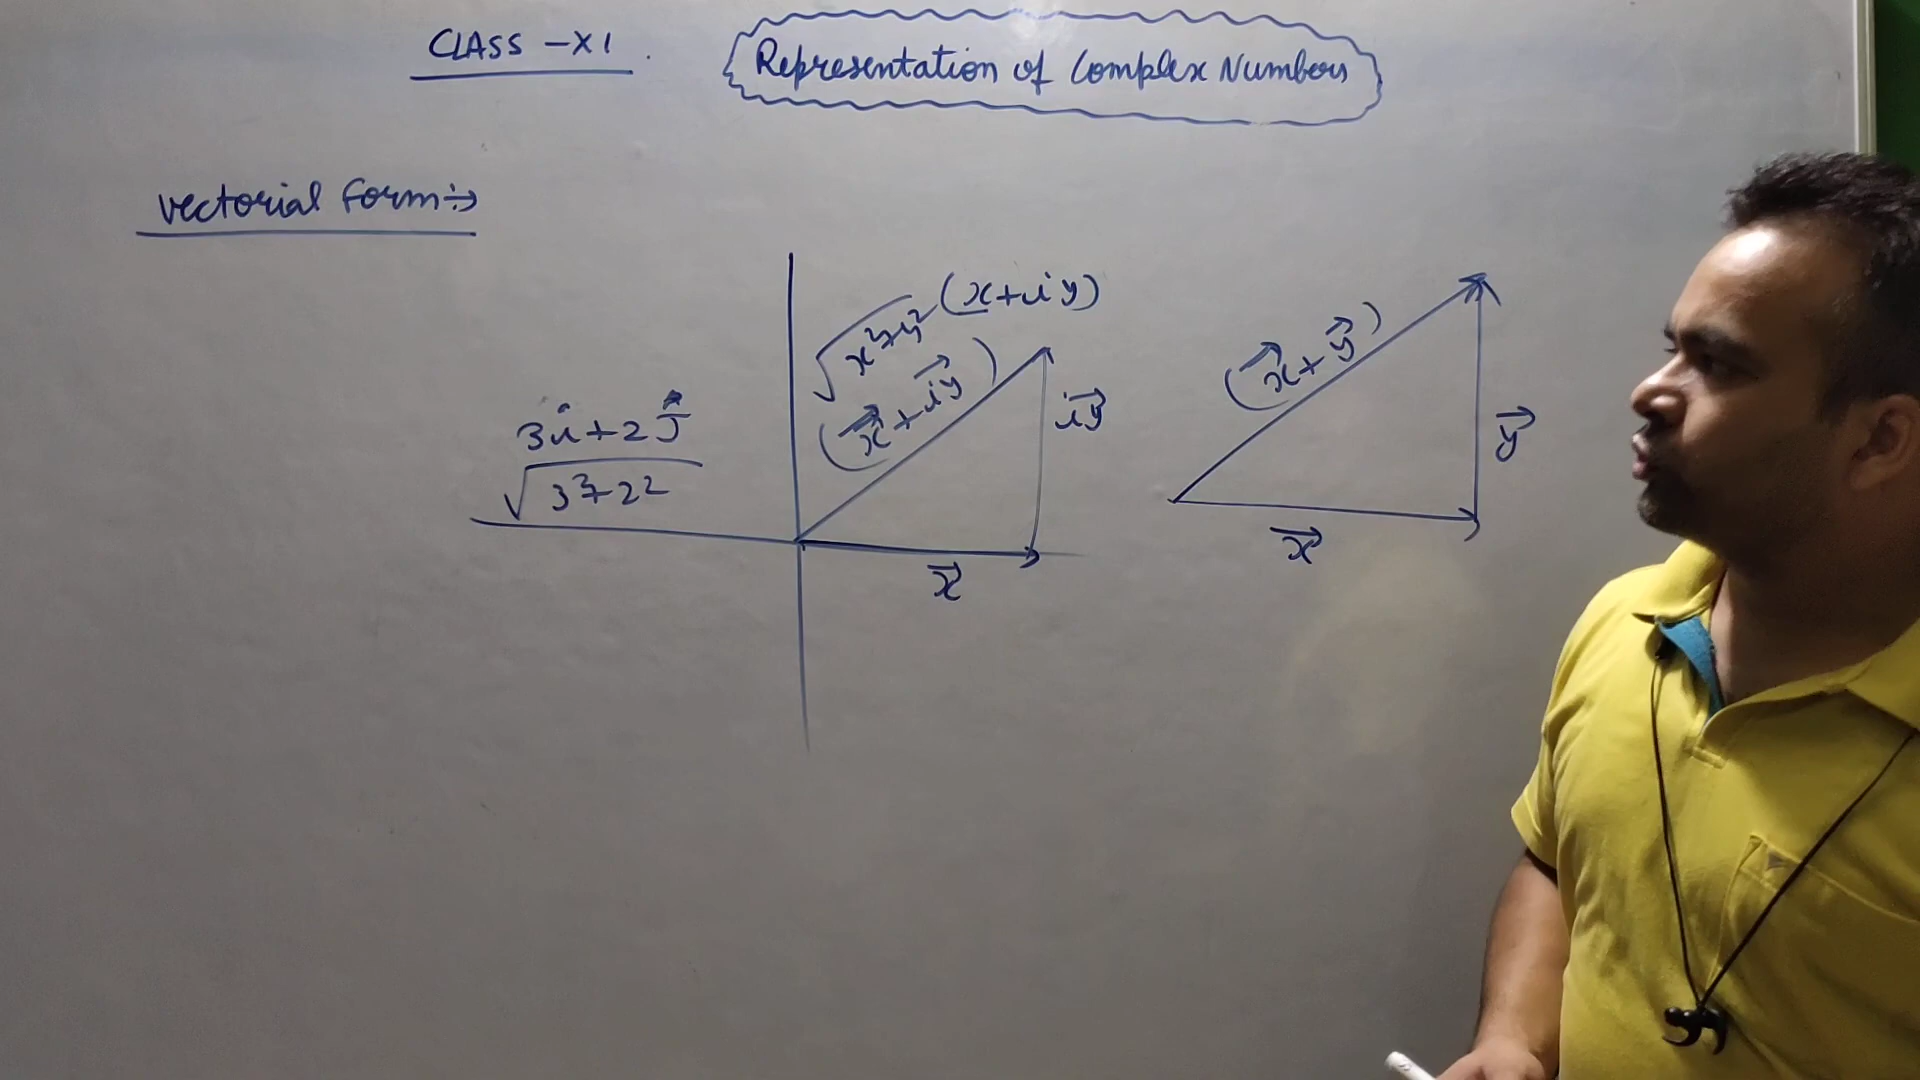 CLASS -XI.
Representation of Complex Numbers
Vectorial Form:→
√x²+y² (x+iy)
(x⃗+iy⃗)
iy⃗
x⃗
3î+2ĵ
√3²+2²
(x⃗+y⃗)
y⃗
x⃗